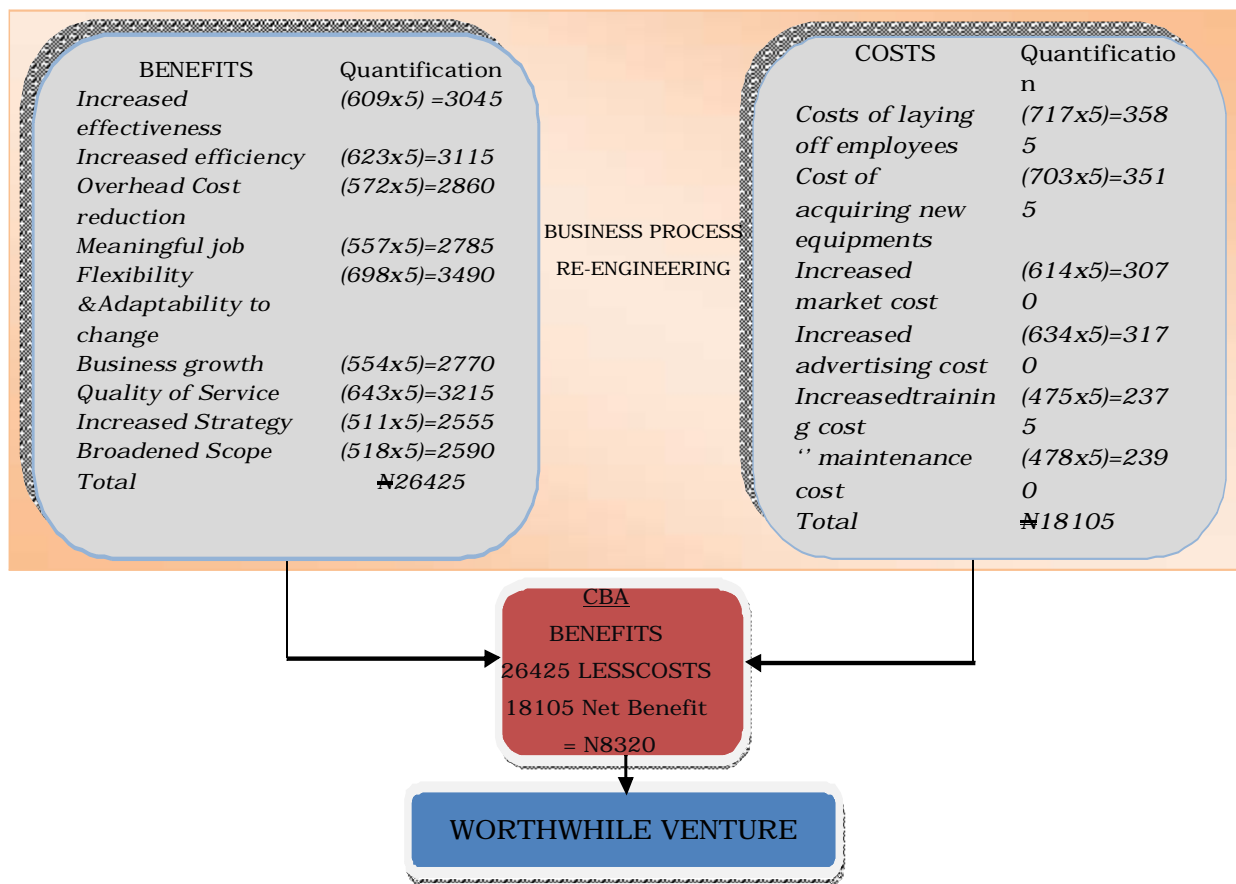 BENEFITS Quantification
Increased (609x5) =3045
effectiveness
Increased efficiency (623x5)=3115
Overhead Cost (572x5)=2860
reduction
Meaningful job (557x5)=2785
Flexibility (698x5)=3490
&Adaptability to
change
Business growth (554x5)=2770
Quality of Service (643x5)=3215
Increased Strategy (511x5)=2555
Broadened Scope (518x5)=2590
Total ₦26425
BUSINESS PROCESS
RE-ENGINEERING
COSTS Quantificatio
n
Costs of laying (717x5)=358
off employees 5
Cost of (703x5)=351
acquiring new 5
equipments
Increased (614x5)=307
market cost 0
Increased (634x5)=317
advertising cost 0
Increasedtrainin (475x5)=237
g cost 5
‘’ maintenance (478x5)=239
cost 0
Total ₦18105
CBA
BENEFITS
26425 LESSCOSTS
18105 Net Benefit
= N8320
WORTHWHILE VENTURE